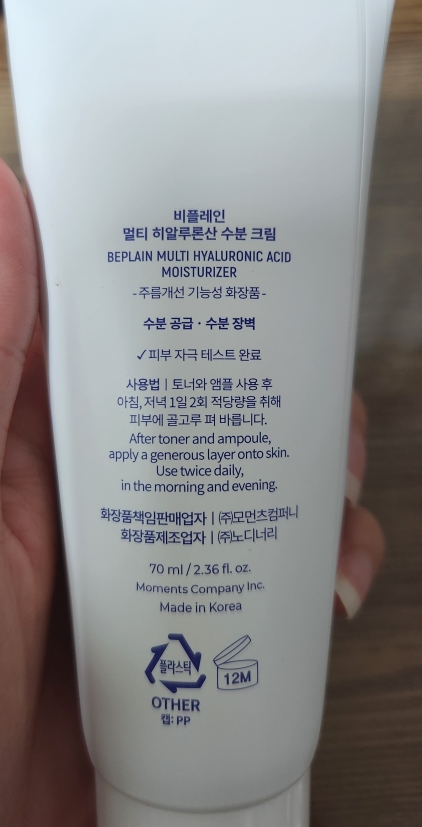 비플레인
멀티 히알루론산 수분 크림
BEPLAIN MULTI HYALURONIC ACID
MOISTURIZER
-주름개선 기능성 화장품-
수분 공급 · 수분 장벽
✓피부 자극 테스트 완료
사용법 | 토너와 앰플 사용 후
아침, 저녁 1일 2회 적당량을 취해
피부에 골고루 펴 바릅니다.
After toner and ampoule,
apply a generous layer onto skin.
Use twice daily,
in the morning and evening.
화장품책임판매업자 | ㈜모먼츠컴퍼니
화장품제조업자 | ㈜노디너리
70 ml / 2.36 fl. oz.
Moments Company Inc.
Made in Korea
플라스틱
12M
OTHER
캡: PP